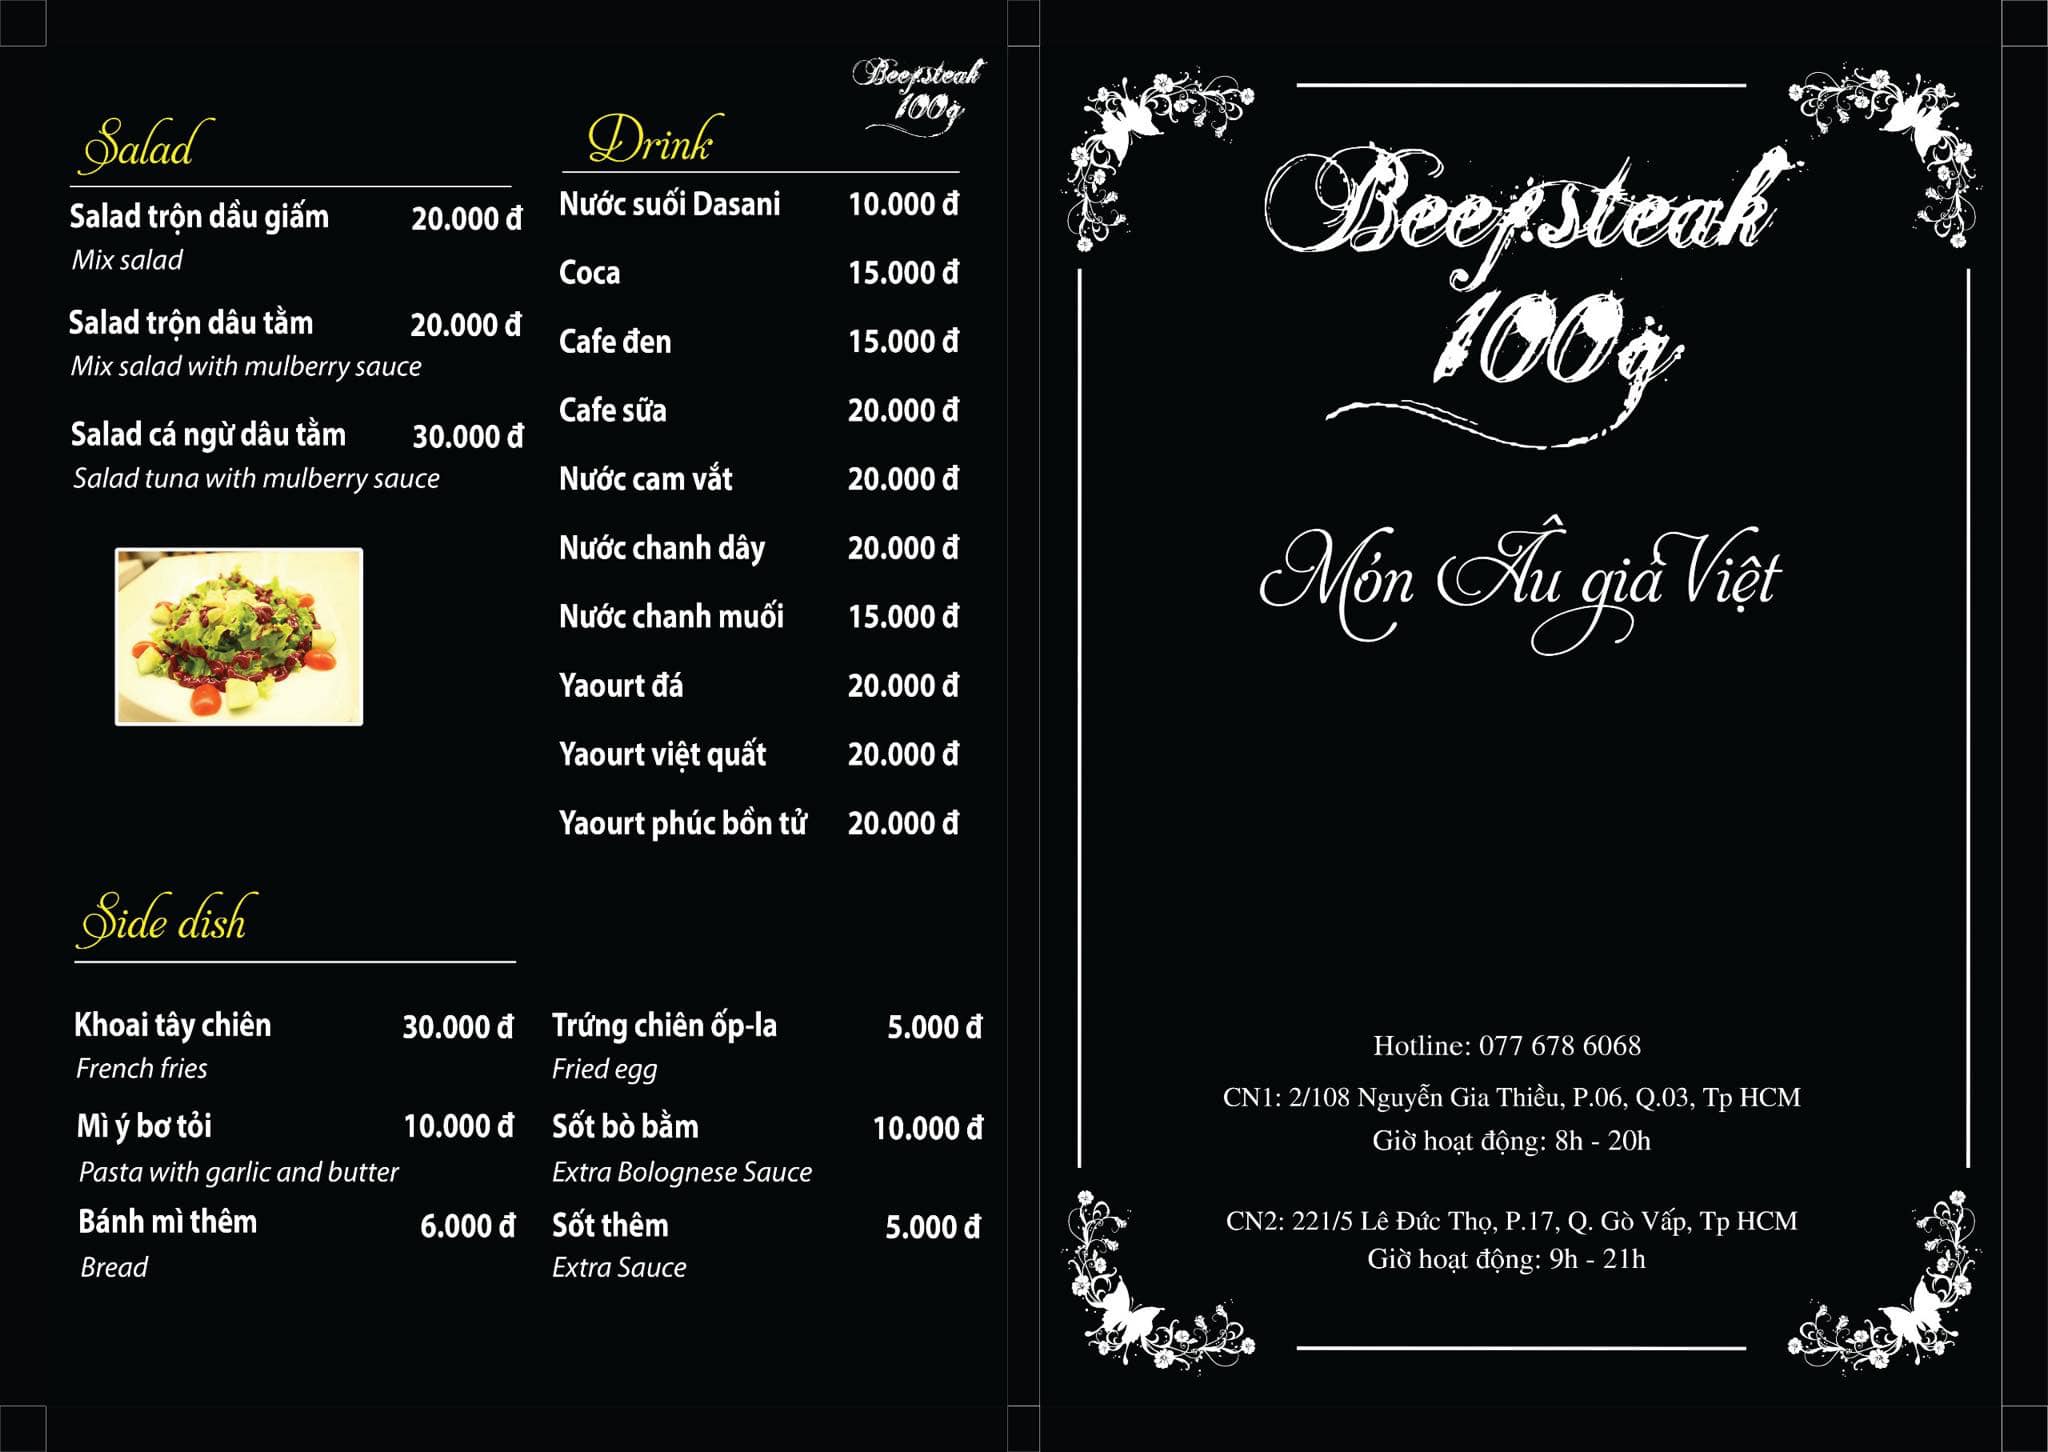 Beefsteak
100g
Salad
Salad trộn dầu giấm 20.000 đ
Mix salad
Salad trộn dâu tằm 20.000 đ
Mix salad with mulberry sauce
Salad cá ngừ dâu tằm 30.000 đ
Salad tuna with mulberry sauce
Drink
Nước suối Dasani 10.000 đ
Coca 15.000 đ
Cafe đen 15.000 đ
Cafe sữa 20.000 đ
Nước cam vắt 20.000 đ
Nước chanh dây 20.000 đ
Nước chanh muối 15.000 đ
Yaourt đá 20.000 đ
Yaourt việt quất 20.000 đ
Yaourt phúc bồn tử 20.000 đ
Side dish
Khoai tây chiên 30.000 đ
French fries
Mì ý bơ tỏi 10.000 đ
Pasta with garlic and butter
Bánh mì thêm 6.000 đ
Bread
Trứng chiên ốp-la 5.000 đ
Fried egg
Sốt bò bằm 10.000 đ
Extra Bolognese Sauce
Sốt thêm 5.000 đ
Extra Sauce
Beefsteak
100g
Món Âu giá Việt
Hotline: 077 678 6068
CN1: 2/108 Nguyễn Gia Thiều, P.06, Q.03, Tp HCM
Giờ hoạt động: 8h - 20h
CN2: 221/5 Lê Đức Thọ, P.17, Q. Gò Vấp, Tp HCM
Giờ hoạt động: 9h - 21h